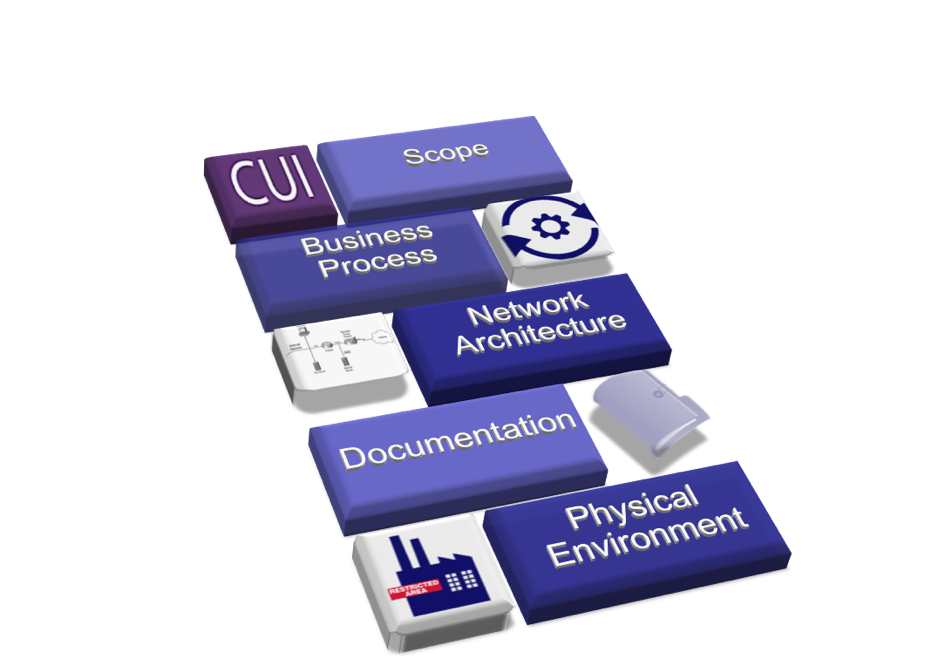 CUI
Scope
Business
Process
Network
Architecture
Documentation
Physical
Environment
RESTRICTED
AREA